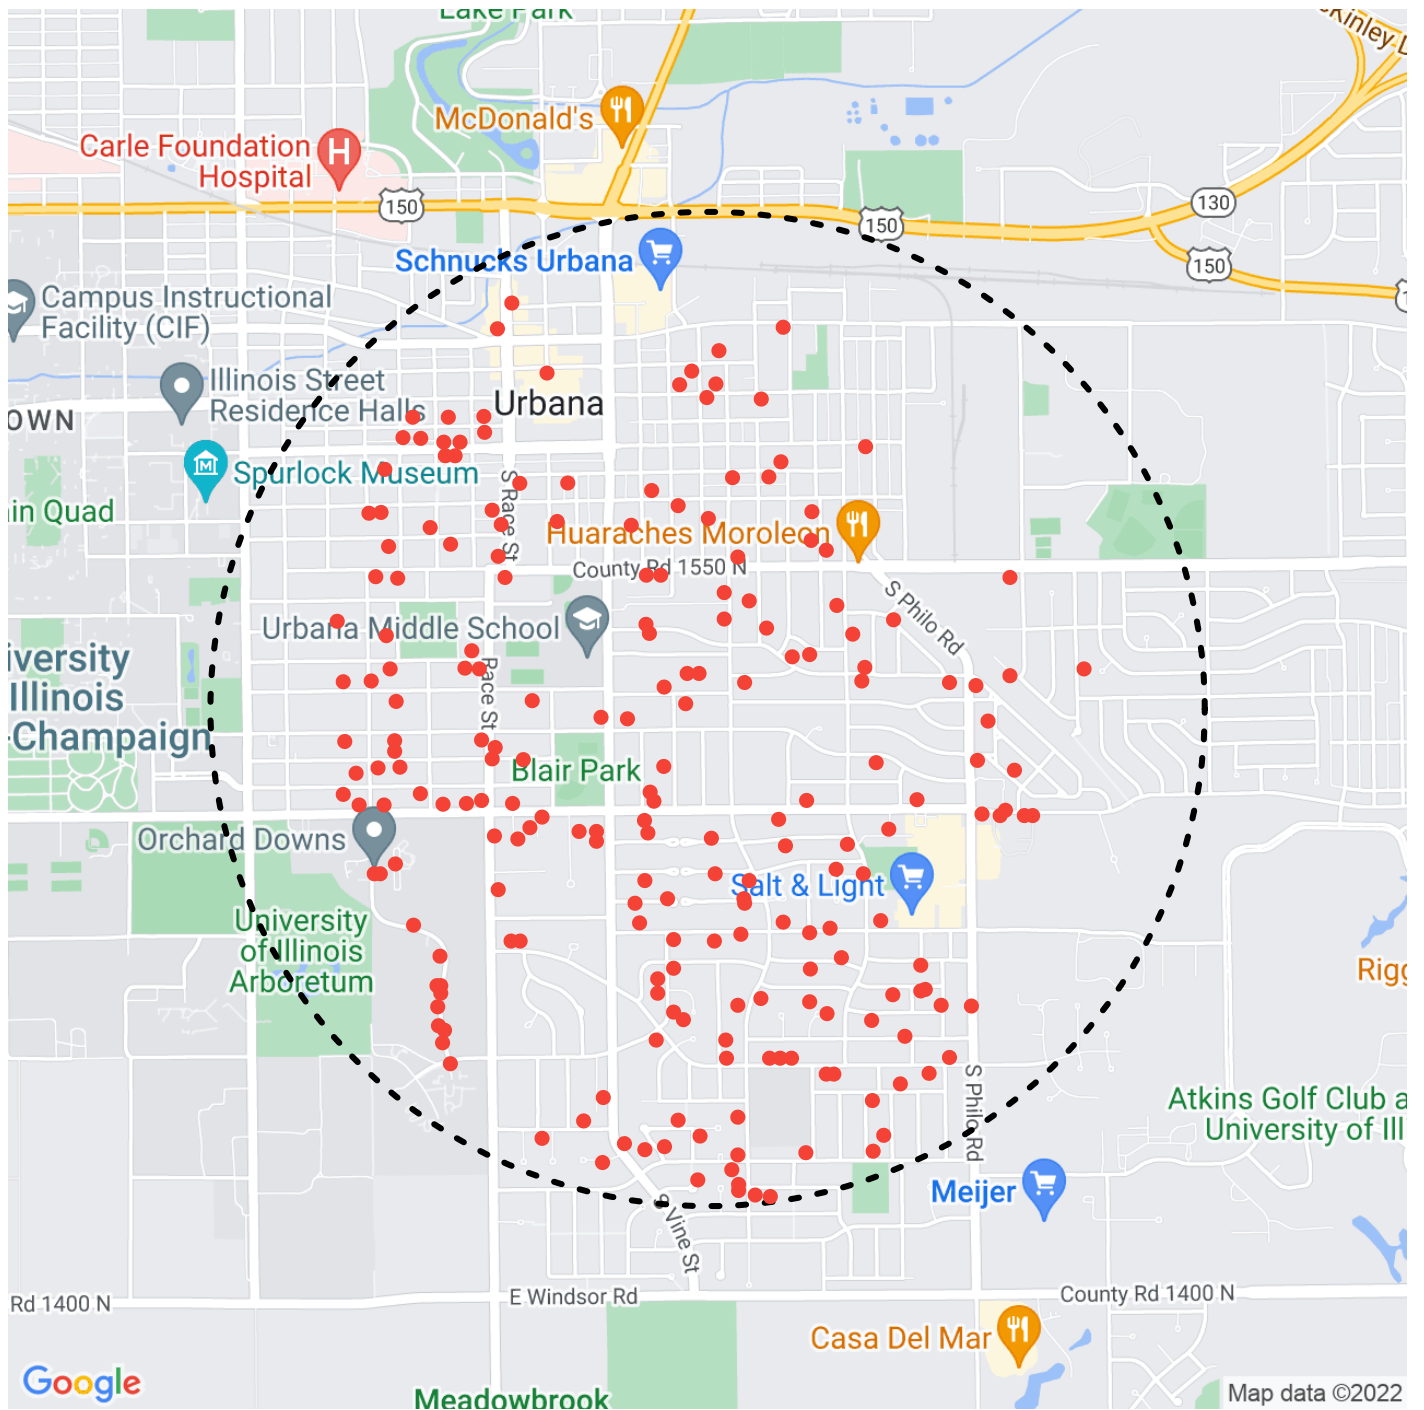 Lake Park
McDonald's
Carle Foundation
Hospital
150
130
150
150
Schnucks Urbana
Campus Instructional
Facility (CIF)
Illinois Street
Residence Halls
OWN
Urbana
Spurlock Museum
S Race St
ain Quad
Huaraches Moroleon
County Rd 1550 N
S Philo Rd
Urbana Middle School
iversity
Illinois
-Champaign
Race St
Blair Park
Orchard Downs
Salt & Light
University
of Illinois
Arboretum
Rigg
S Philo Rd
Atkins Golf Club a
University of Ill
Meijer
S Vine St
Rd 1400 N
E Windsor Rd
County Rd 1400 N
Casa Del Mar
Google
Meadowbrook
Map data ©2022